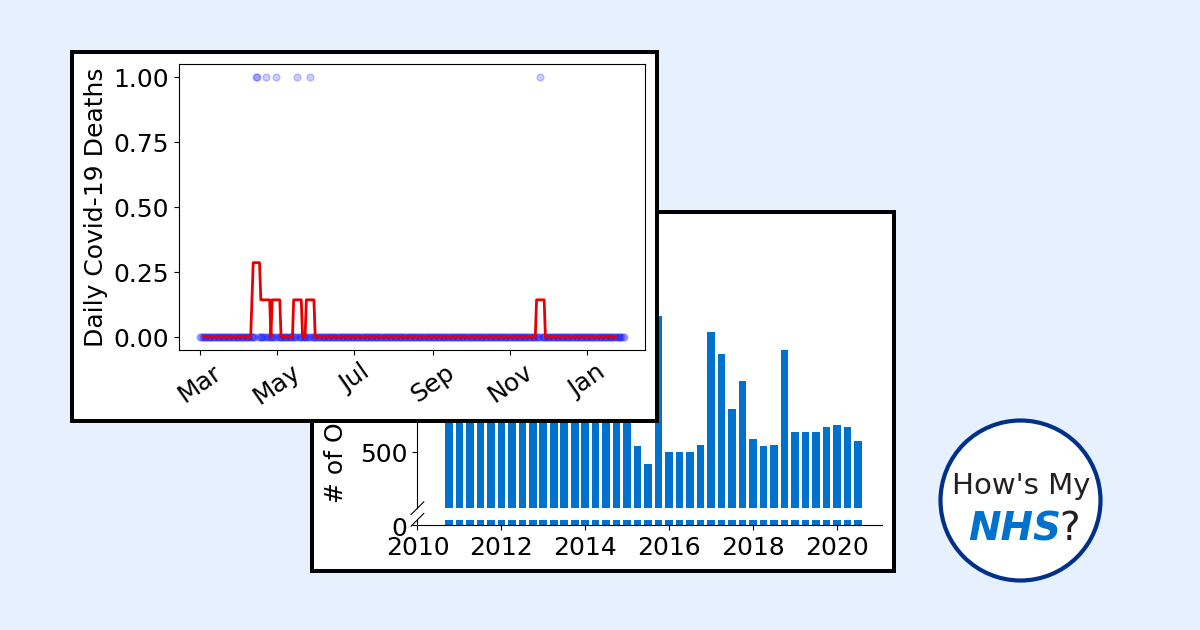 Daily Covid-19 Deaths
1.00
0.75
0.50
0.25
0.00
Mar May Jul Sep Nov Jan
# of O
500
0
2010 2012 2014 2016 2018 2020
How's My
NHS?